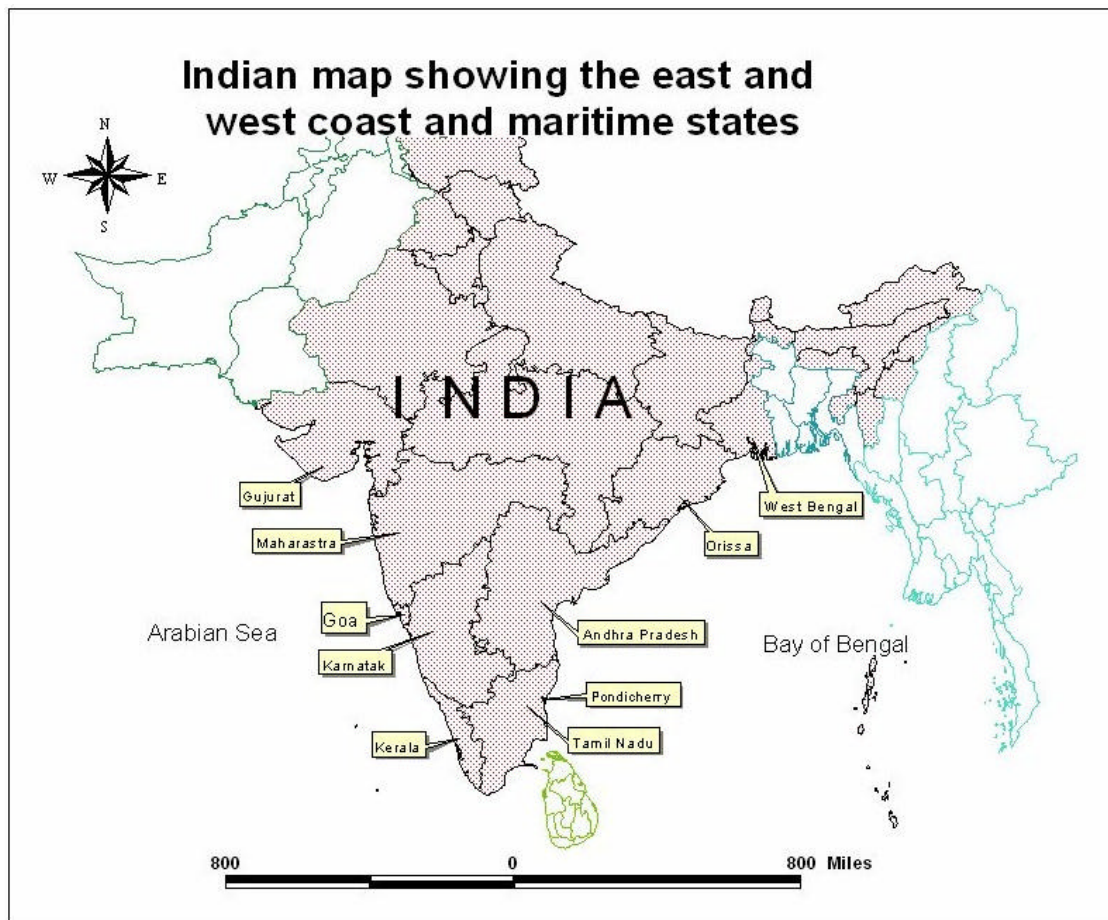 Indian map showing the east and
west coast and maritime states
N
W E
S
INDIA
Gujurat
West Bengal
Maharastra
Orissa
Goa
Arabian Sea
Andhra Pradesh
Bay of Bengal
Karnatak
Pondicherry
Kerala
Tamil Nadu
800 0 800 Miles